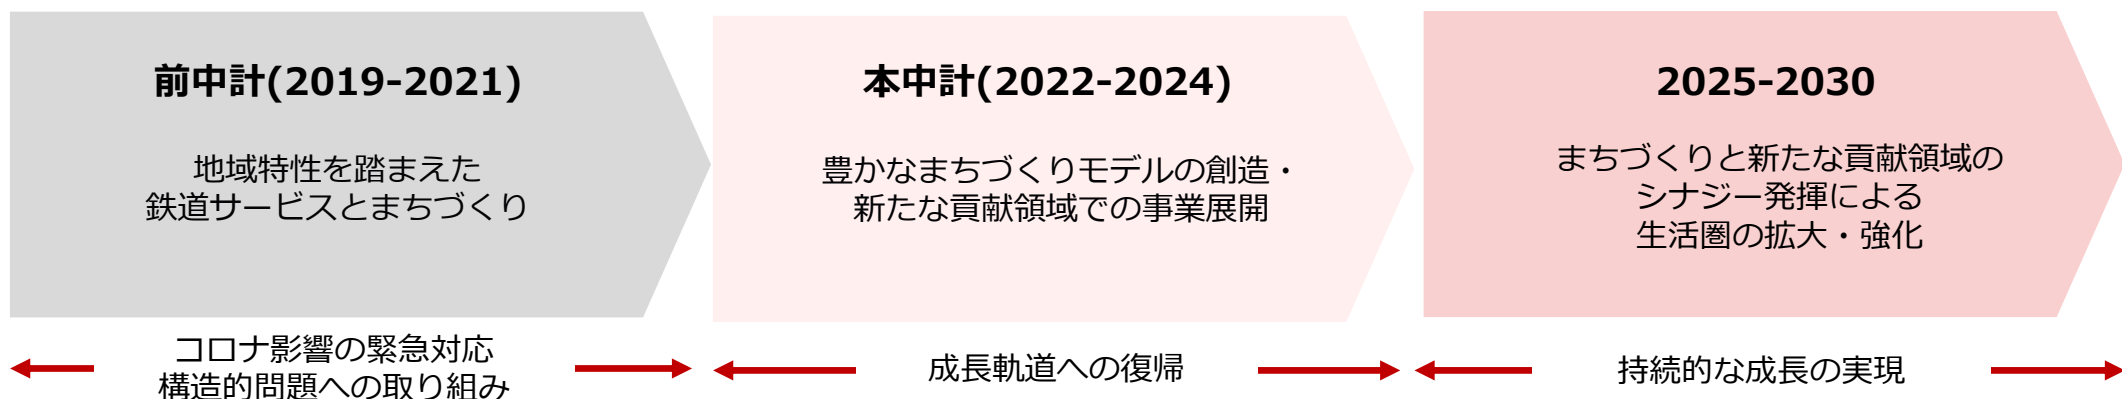 前中計(2019-2021)
地域特性を踏まえた
鉄道サービスとまちづくり
本中計(2022-2024)
豊かなまちづくりモデルの創造・
新たな貢献領域での事業展開
2025-2030
まちづくりと新たな貢献領域の
シナジー発揮による
生活圏の拡大・強化
コロナ影響の緊急対応
構造的問題への取り組み
成長軌道への復帰
持続的な成長の実現